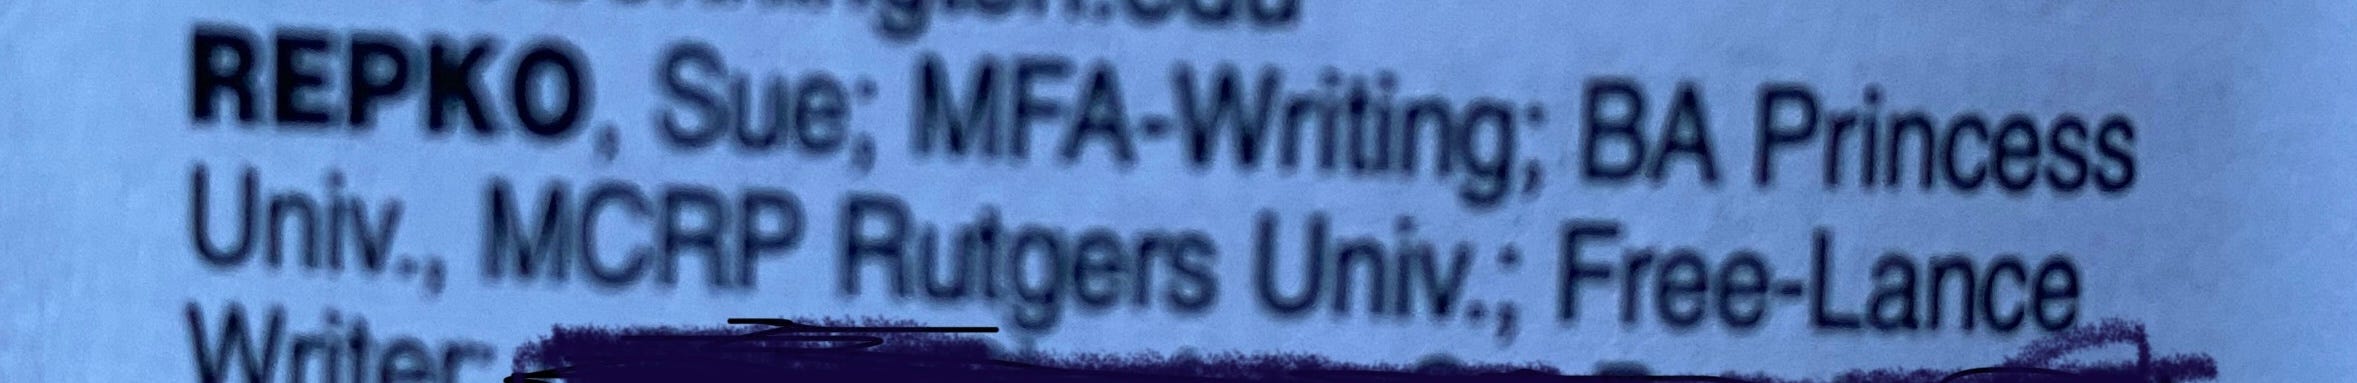 REPKO, Sue; MFA-Writing; BA Princess
Univ., MCRP Rutgers Univ.; Free-Lance
Writer;